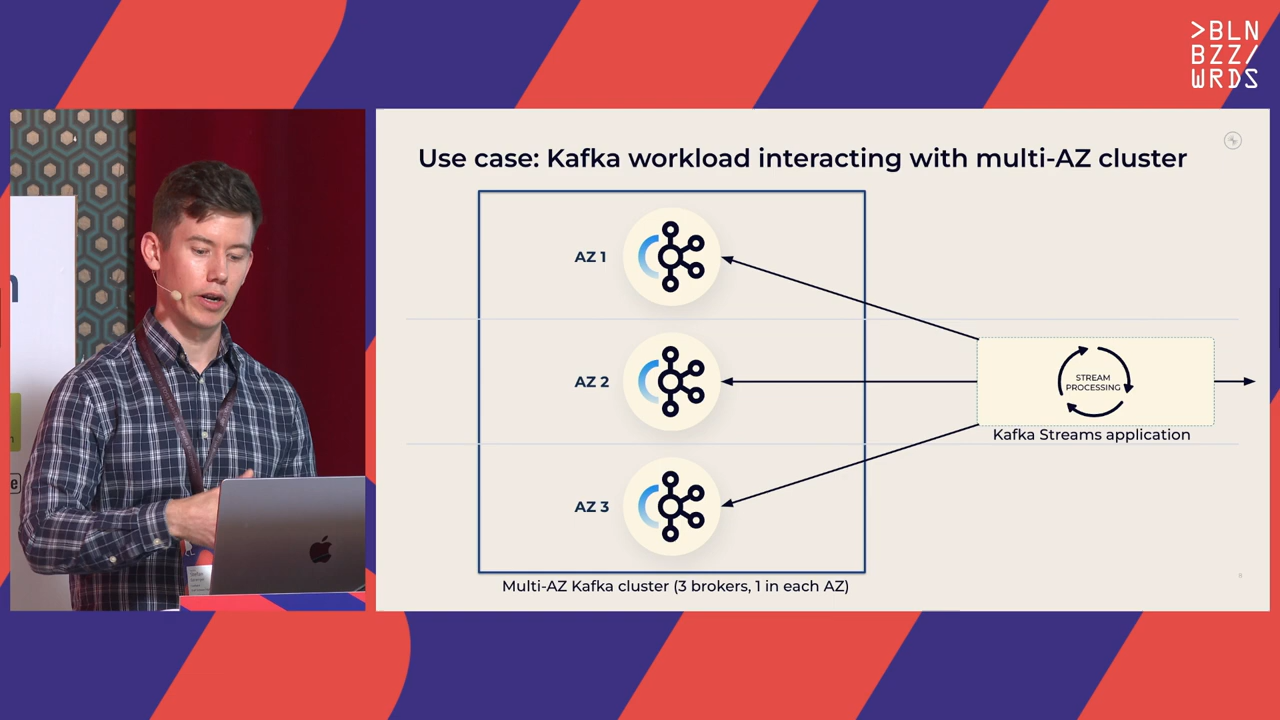 >BLN
BZZ/
WRDS
Use case: Kafka workload interacting with multi-AZ cluster
AZ 1
AZ 2
STREAM
PROCESSING
Kafka Streams application
AZ 3
Multi-AZ Kafka cluster (3 brokers, 1 in each AZ)